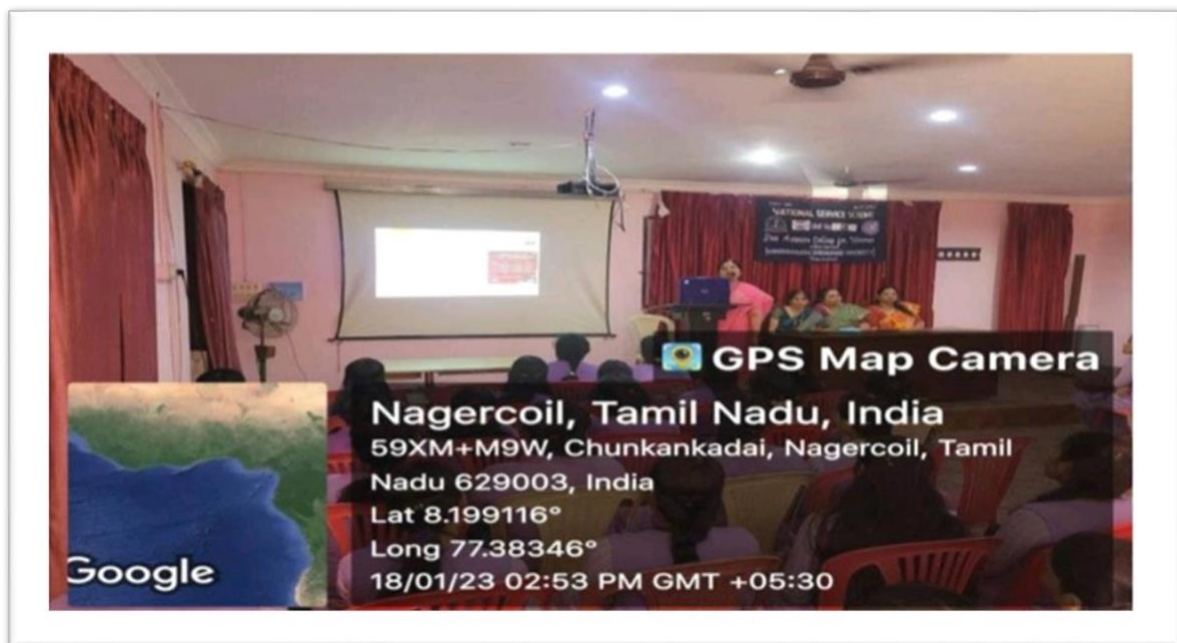 NATIONAL SERVICE SCHEME
GPS Map Camera
Nagercoil, Tamil Nadu, India
59XM+M9W, Chunkankadai, Nagercoil, Tamil
Nadu 629003, India
Lat 8.199116°
Long 77.38346°
18/01/23 02:53 PM GMT +05:30
Google